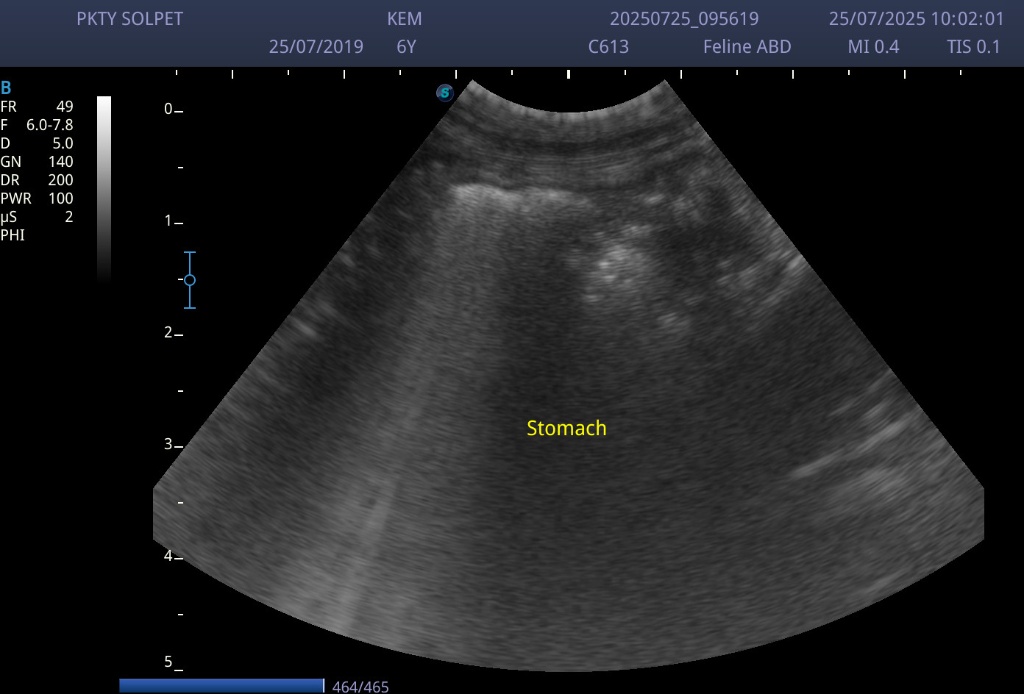 PKTY SOLPET KEM 20250725_095619 25/07/2025 10:02:01
25/07/2019 6Y C613 Feline ABD MI 0.4 TIS 0.1
B
FR 49
F 6.0-7.8
D 5.0
GN 140
DR 200
PWR 100
µS 2
PHI
S
0
1
2
3
4
5
Stomach
464/465